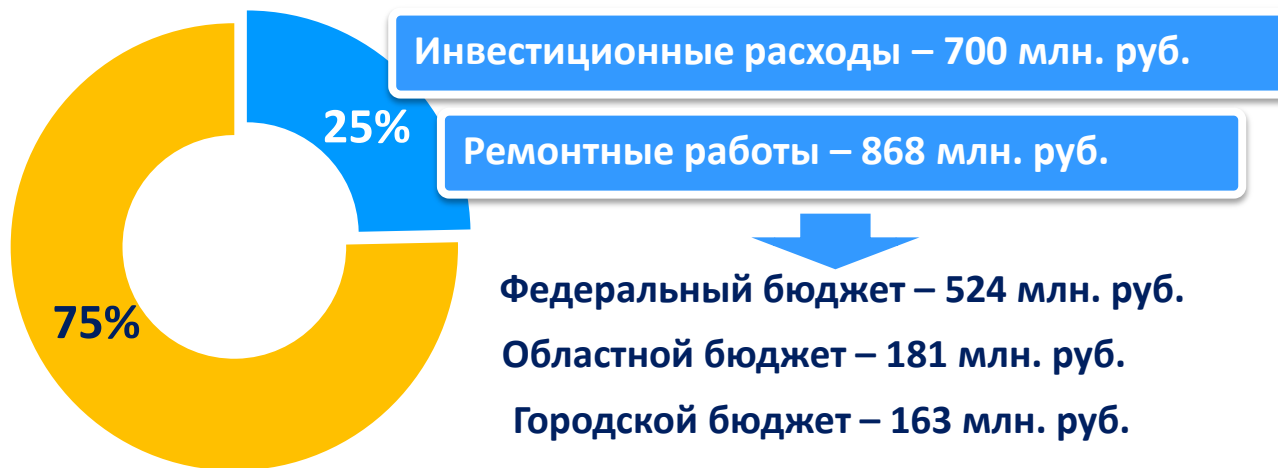 Инвестиционные расходы – 700 млн. руб.
25%
Ремонтные работы – 868 млн. руб.
Федеральный бюджет – 524 млн. руб.
75%
Областной бюджет – 181 млн. руб.
Городской бюджет – 163 млн. руб.